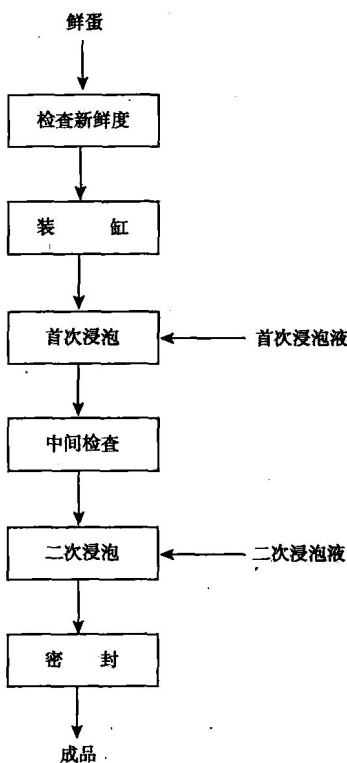 鲜蛋
检查新鲜度
装 缸
首次浸泡
首次浸泡液
中间检查
二次浸泡
二次浸泡液
密 封
成品